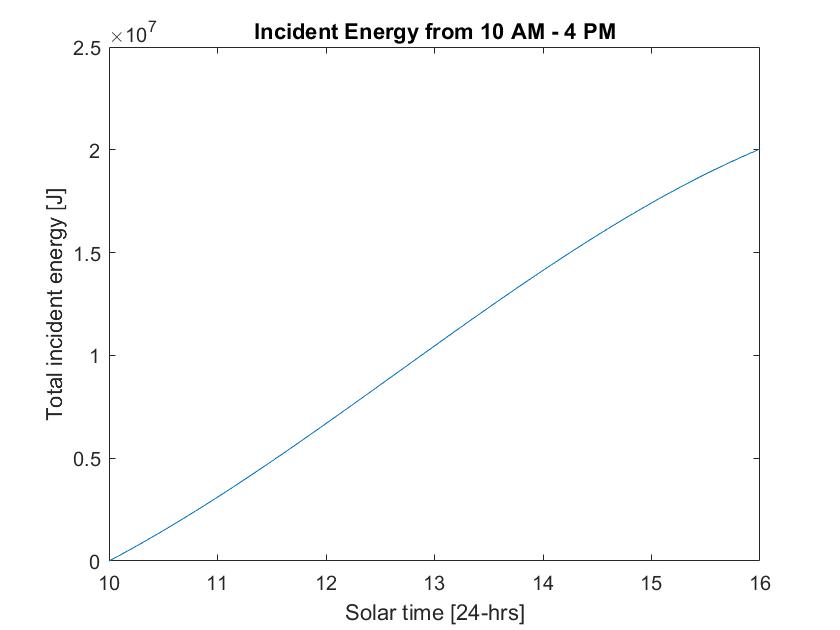 Incident Energy from 10 AM - 4 PM
×10⁷
2.5
2
1.5
1
0.5
0
Total incident energy [J]
10 11 12 13 14 15 16
Solar time [24-hrs]